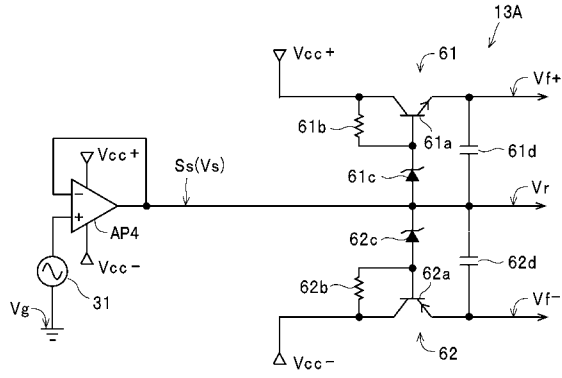 13A
Vcc+
61
Vf+
61b
61a
61d
Vcc+
Ss(Vs)
61c
Vr
−
+
AP4
62c
Vcc−
62b
62a
62d
Vg
31
Vf−
Vcc−
62